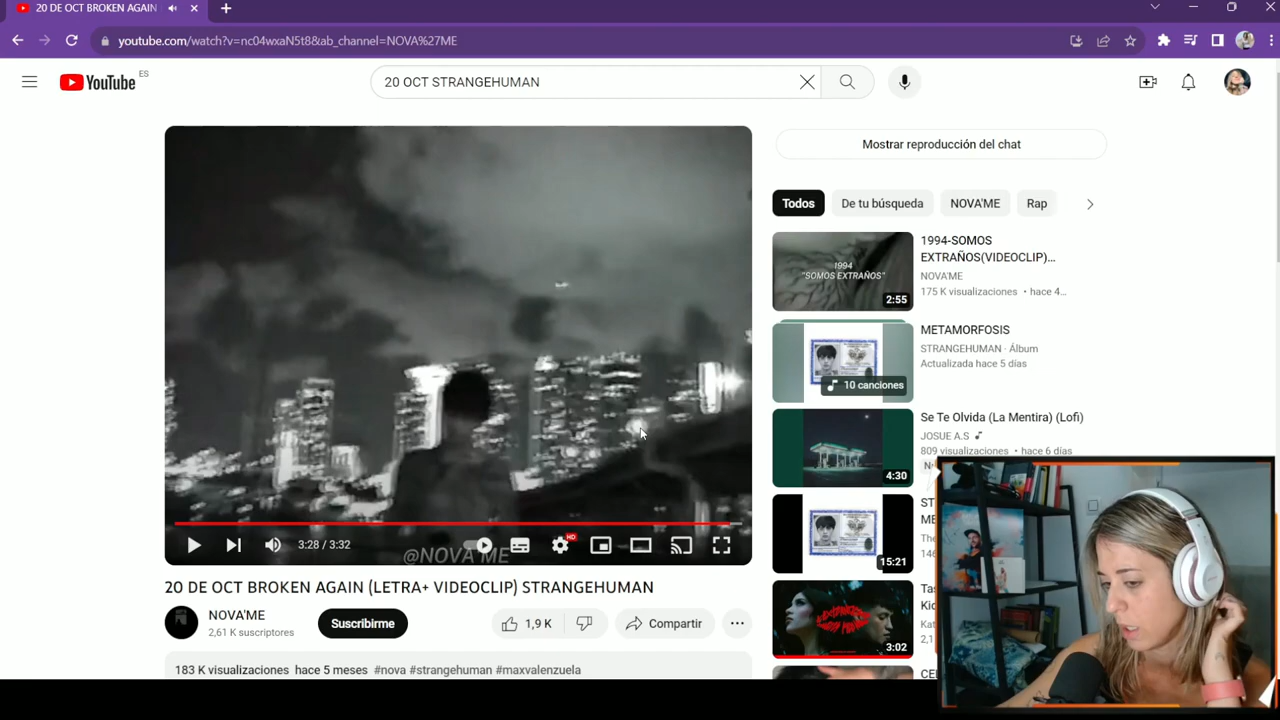 20 DE OCT BROKEN AGAIN
youtube.com/watch?v=nc04wxaN5t8&ab_channel=NOVA%27ME
YouTube ES
20 OCT STRANGEHUMAN
Mostrar reproducción del chat
Todos
De tu búsqueda
NOVA'ME
Rap
1994
"SOMOS EXTRAÑOS"
2:55
1994-SOMOS
EXTRAÑOS(VIDEOCLIP)...
NOVA'ME
175 K visualizaciones • hace 4...
10 canciones
METAMORFOSIS
STRANGEHUMAN - Álbum
Actualizada hace 5 días
4:30
Se Te Olvida (La Mentira) (Lofi)
JOSUE A.S
809 visualizaciones • hace 6 días
15:21
3:02
3:28 / 3:32
HD
@NOVA'ME
20 DE OCT BROKEN AGAIN (LETRA+ VIDEOCLIP) STRANGEHUMAN
NOVA'ME
2,61 K suscriptores
Suscribirme
1,9 K
Compartir
183 K visualizaciones hace 5 meses #nova #strangehuman #maxvalenzuela